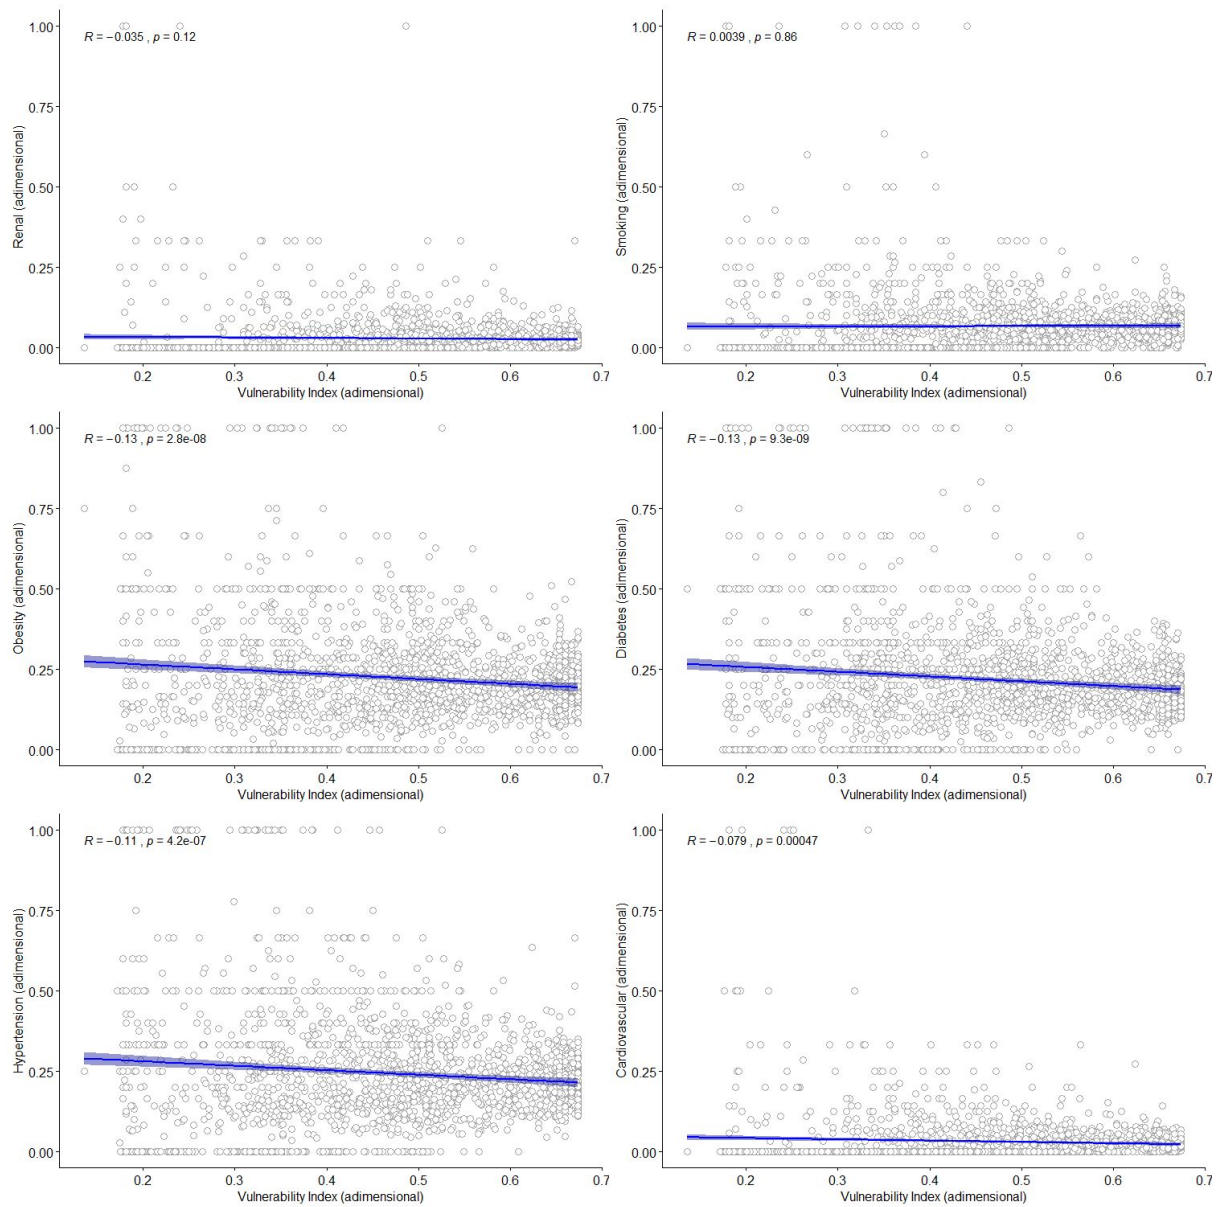 R = −0.035 , p = 0.12
1.00
0.75
0.50
0.25
0.00
Renal (adimensional)
0.2 0.3 0.4 0.5 0.6 0.7
Vulnerability Index (adimensional)
R = 0.0039 , p = 0.86
1.00
0.75
0.50
0.25
0.00
Smoking (adimensional)
0.2 0.3 0.4 0.5 0.6 0.7
Vulnerability Index (adimensional)
R = −0.13 , p = 2.8e-08
1.00
0.75
0.50
0.25
0.00
Obesity (adimensional)
0.2 0.3 0.4 0.5 0.6 0.7
Vulnerability Index (adimensional)
R = −0.13 , p = 9.3e-09
1.00
0.75
0.50
0.25
0.00
Diabetes (adimensional)
0.2 0.3 0.4 0.5 0.6 0.7
Vulnerability Index (adimensional)
R = −0.11 , p = 4.2e-07
1.00
0.75
0.50
0.25
0.00
Hypertension (adimensional)
0.2 0.3 0.4 0.5 0.6 0.7
Vulnerability Index (adimensional)
R = −0.079 , p = 0.00047
1.00
0.75
0.50
0.25
0.00
Cardiovascular (adimensional)
0.2 0.3 0.4 0.5 0.6 0.7
Vulnerability Index (adimensional)